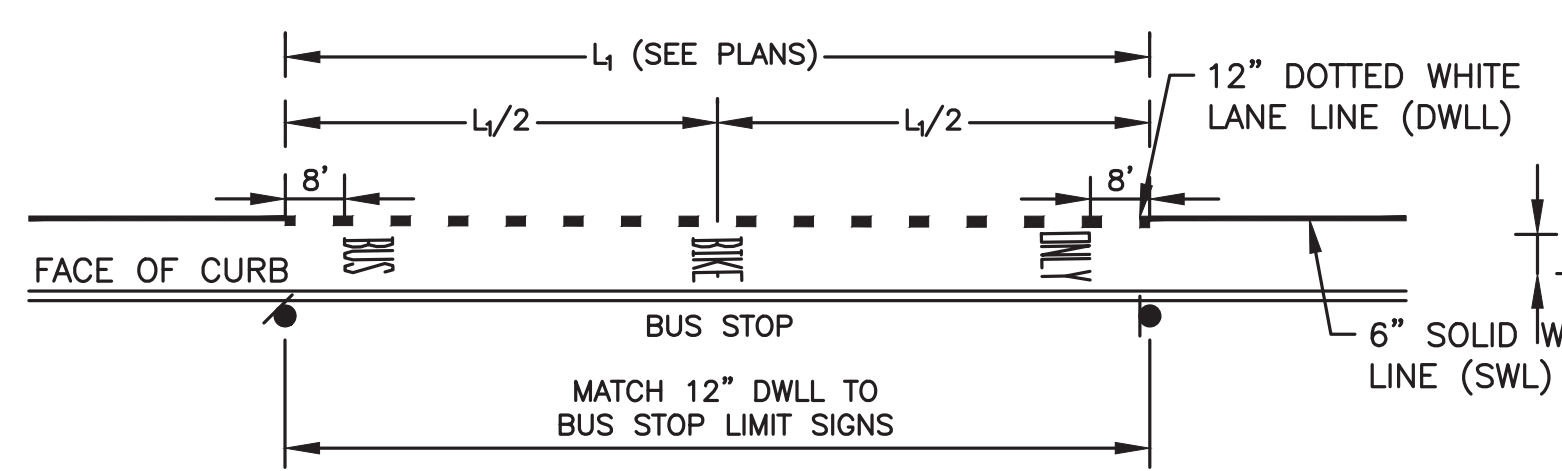 L1 (SEE PLANS)
12” DOTTED WHITE
LANE LINE (DWLL)
L1/2
L1/2
8’
8’
BUS
BIKE
ONLY
FACE OF CURB
BUS STOP
6” SOLID W
LINE (SWL)
MATCH 12” DWLL TO
BUS STOP LIMIT SIGNS